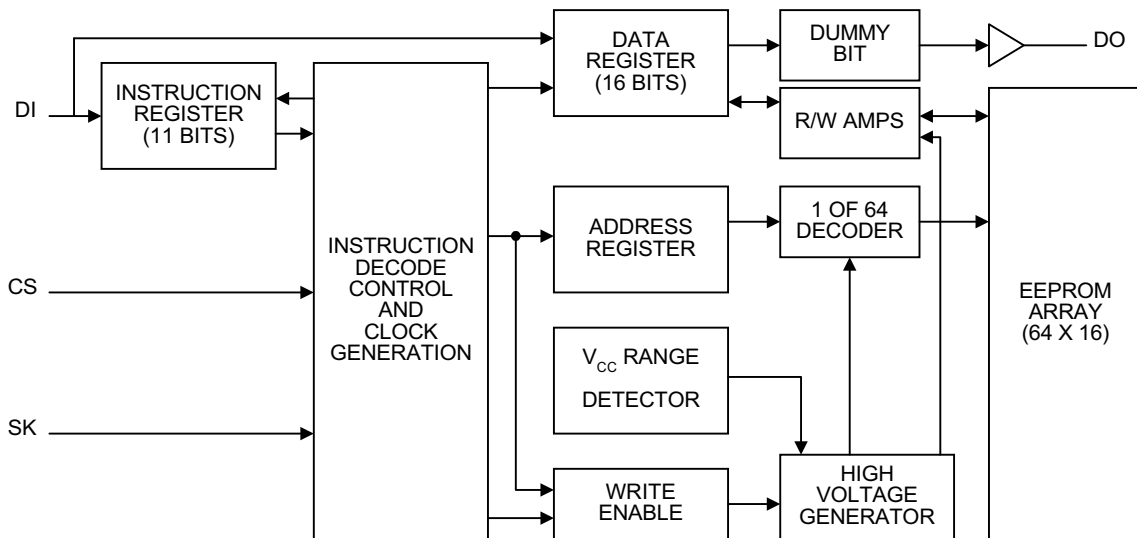 DI
CS
SK
INSTRUCTION
REGISTER
(11 BITS)
INSTRUCTION
DECODE
CONTROL
AND
CLOCK
GENERATION
DATA
REGISTER
(16 BITS)
DUMMY
BIT
DO
R/W AMPS
ADDRESS
REGISTER
1 OF 64
DECODER
VCC RANGE
DETECTOR
WRITE
ENABLE
HIGH
VOLTAGE
GENERATOR
EEPROM
ARRAY
(64 X 16)